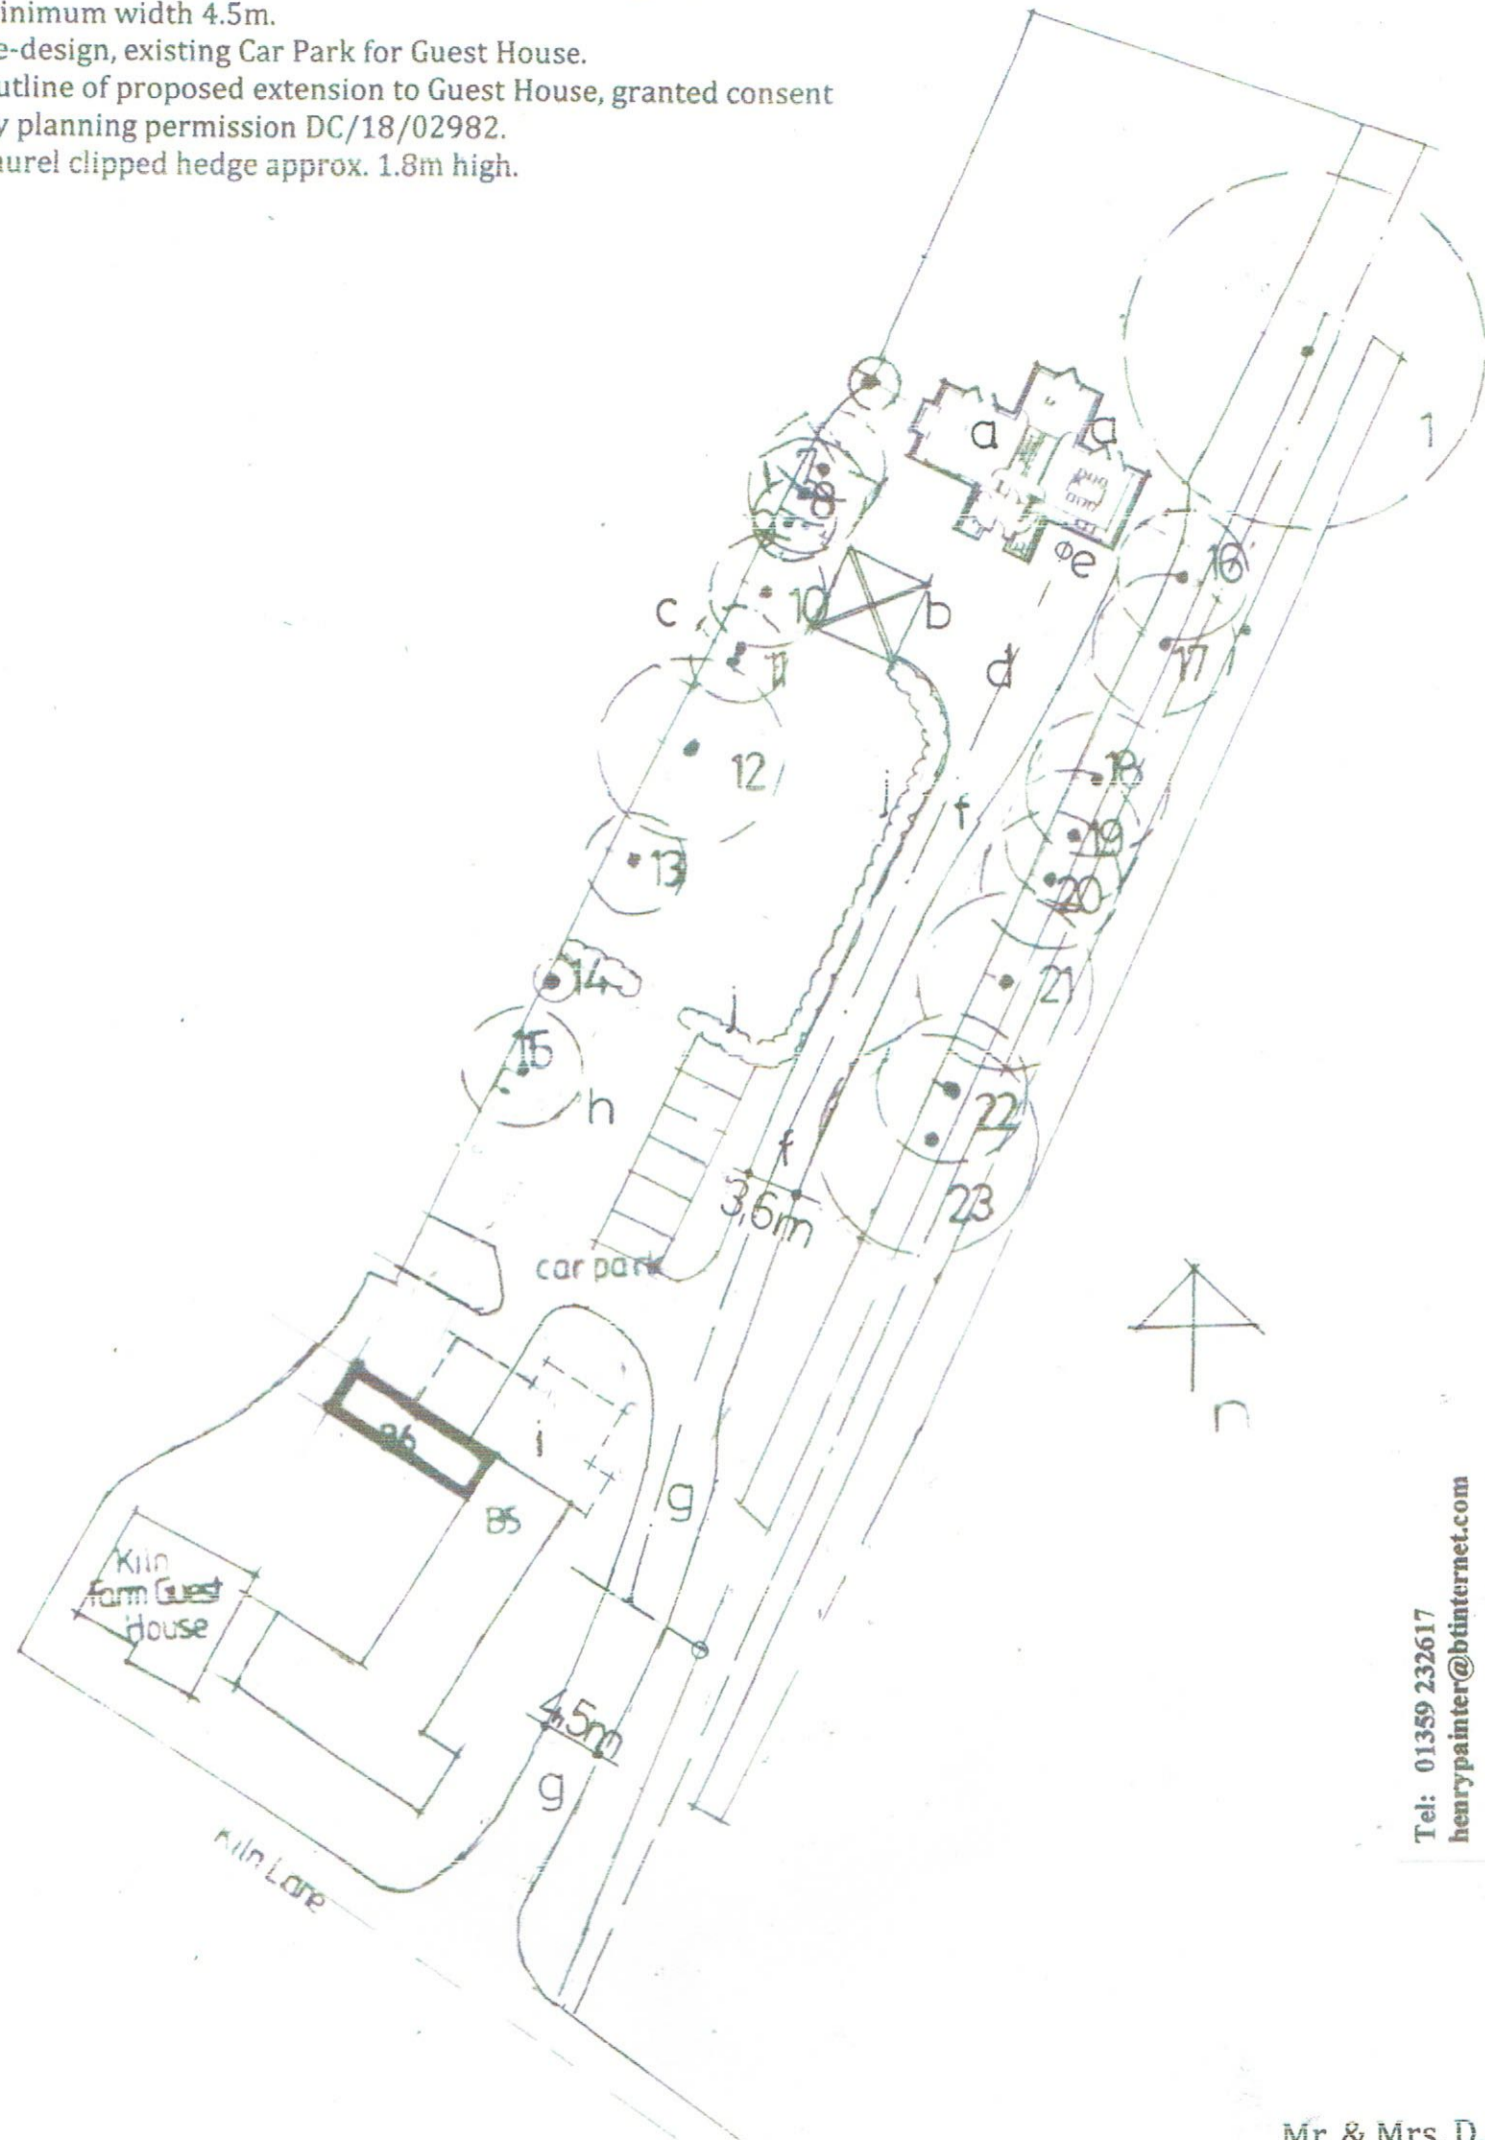 inimum width 4.5m.
e-design, existing Car Park for Guest House.
utline of proposed extension to Guest House, granted consent
y planning permission DC/18/02982.
aurel clipped hedge approx. 1.8m high.
1
a
a
8
e
16
c
10
b
11
d
17
12
j
f
18
13
19
20
14
21
j
15
h
22
f
23
3,6m
car park
n
B6
i
g
B5
Kiln
Farm Guest
House
4,5m
g
Kiln Lane
Tel: 01359 232617
henrypainter@btinternet.com
Mr. & Mrs. D